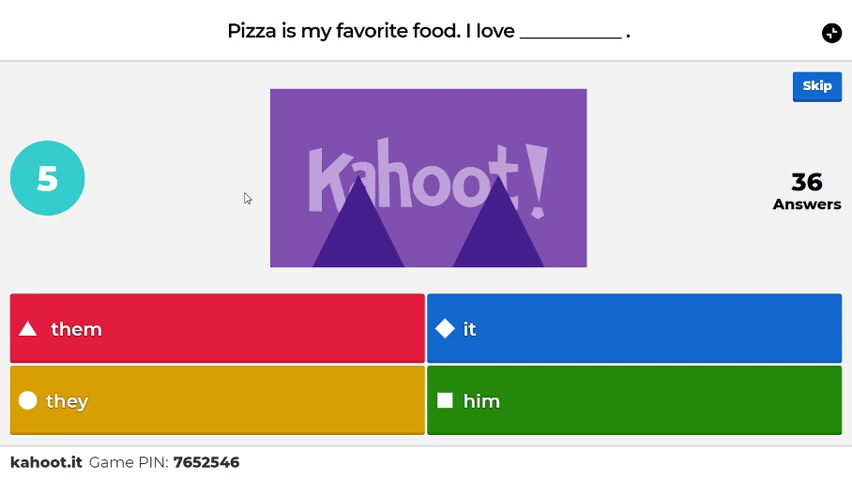 Pizza is my favorite food. I love __________ .
Skip
5
Kahoot!
36
Answers
them
it
they
him
kahoot.it Game PIN: 7652546